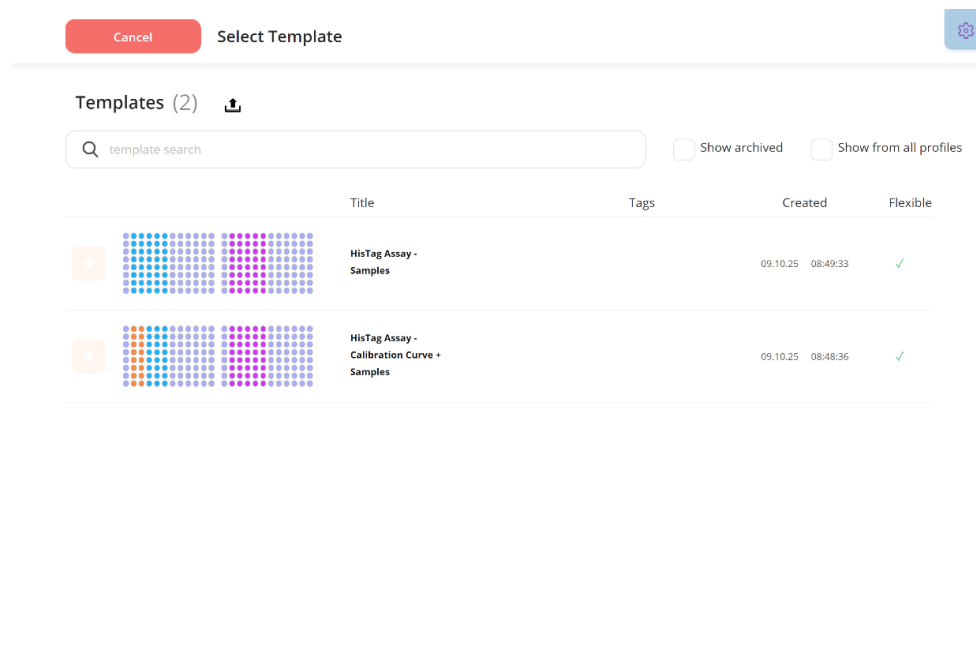 Cancel
Select Template
Templates (2)
template search
Show archived
Show from all profiles
Title
Tags
Created
Flexible
HisTag Assay -
Samples
09.10.25 08:49:33
HisTag Assay -
Calibration Curve +
Samples
09.10.25 08:48:36